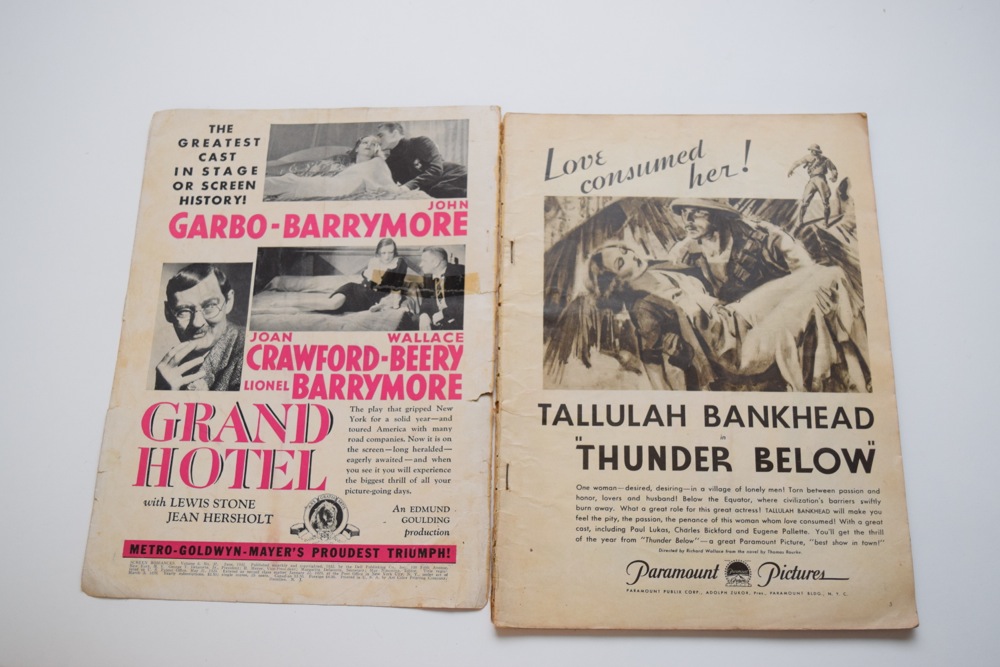 THE
GREATEST
CAST
IN STAGE
OR SCREEN
HISTORY!
JOHN
GARBO-BARRYMORE
JOAN WALLACE
CRAWFORD-BEERY
LIONEL BARRYMORE
GRAND
HOTEL
with LEWIS STONE
JEAN HERSHOLT
The play that gripped New
York for a solid year—and
toured America with many
road companies. Now it is on
the screen—long heralded—
eagerly awaited—and when
you see it you will experience
the biggest thrill of all your
picture-going days.
An EDMUND
GOULDING
production
METRO-GOLDWYN-MAYER'S PROUDEST TRIUMPH!
Love
consumed
her!
TALLULAH BANKHEAD
in
"THUNDER BELOW"
One woman—desired, desiring—in a village of lonely men! Torn between passion and
honor, lovers and husband! Below the Equator, where civilization's barriers swiftly
burn away. What a great role for this great actress! TALLULAH BANKHEAD will make you
feel the pity, the passion, the penance of this woman whom love consumed! With a great
cast, including Paul Lukas, Charles Bickford and Eugene Pallette. You'll get the thrill
of the year from "Thunder Below"—a great Paramount Picture, "best show in town!"
Directed by Richard Wallace from the novel by Thomas Rourke.
Paramount Pictures
PARAMOUNT PUBLIX CORP., ADOLPH ZUKOR, Pres., PARAMOUNT BLDG., N. Y. C.